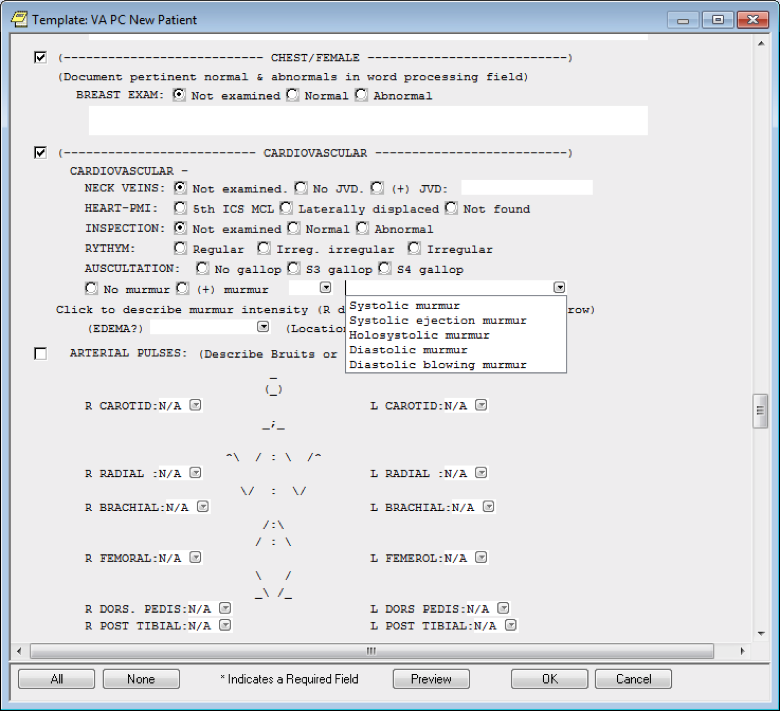 Template: VA PC New Patient
(--------------------------- CHEST/FEMALE ---------------------------)
(Document pertinent normal & abnormals in word processing field)
BREAST EXAM: Not examined Normal Abnormal
(-------------------------- CARDIOVASCULAR --------------------------)
CARDIOVASCULAR -
NECK VEINS: Not examined. No JVD. (+) JVD:
HEART-PMI: 5th ICS MCL Laterally displaced Not found
INSPECTION: Not examined Normal Abnormal
RYTHYM: Regular Irreg. irregular Irregular
AUSCULTATION: No gallop S3 gallop S4 gallop
No murmur (+) murmur
Click to describe murmur intensity (R d row)
Systolic murmur
Systolic ejection murmur
Holosystolic murmur
Diastolic murmur
Diastolic blowing murmur
(EDEMA?) (Locatio
ARTERIAL PULSES: (Describe Bruits or
_
(_)
R CAROTID:N/A L CAROTID:N/A
_,_
^\ / : \ /^
R RADIAL :N/A L RADIAL :N/A
\/ : \/
R BRACHIAL:N/A L BRACHIAL:N/A
/:\
/ : \
R FEMORAL:N/A L FEMEROL:N/A
\ /
_\ /_
R DORS. PEDIS:N/A L DORS PEDIS:N/A
R POST TIBIAL:N/A L POST TIBIAL:N/A
All None * Indicates a Required Field Preview OK Cancel